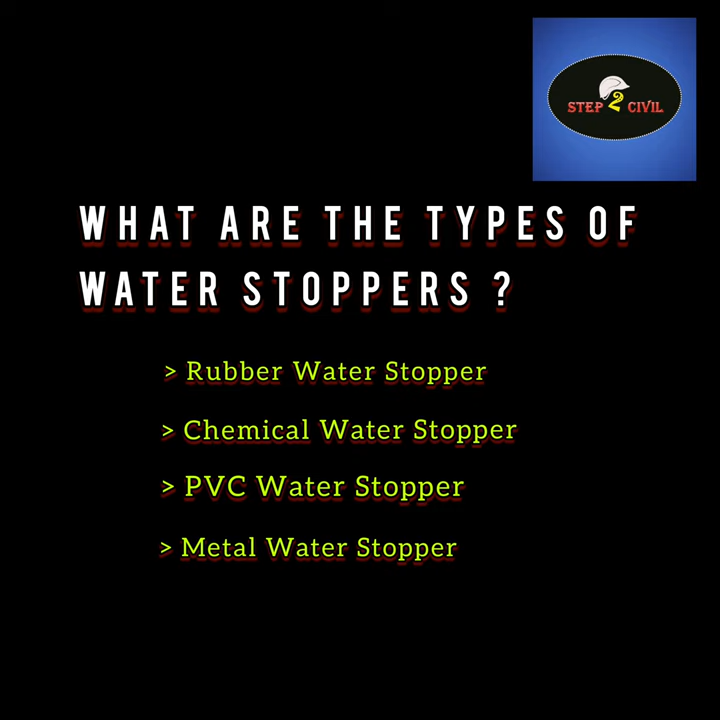 STEP 2 CIVIL
WHAT ARE THE TYPES OF
WATER STOPPERS ?
> Rubber Water Stopper
> Chemical Water Stopper
> PVC Water Stopper
> Metal Water Stopper